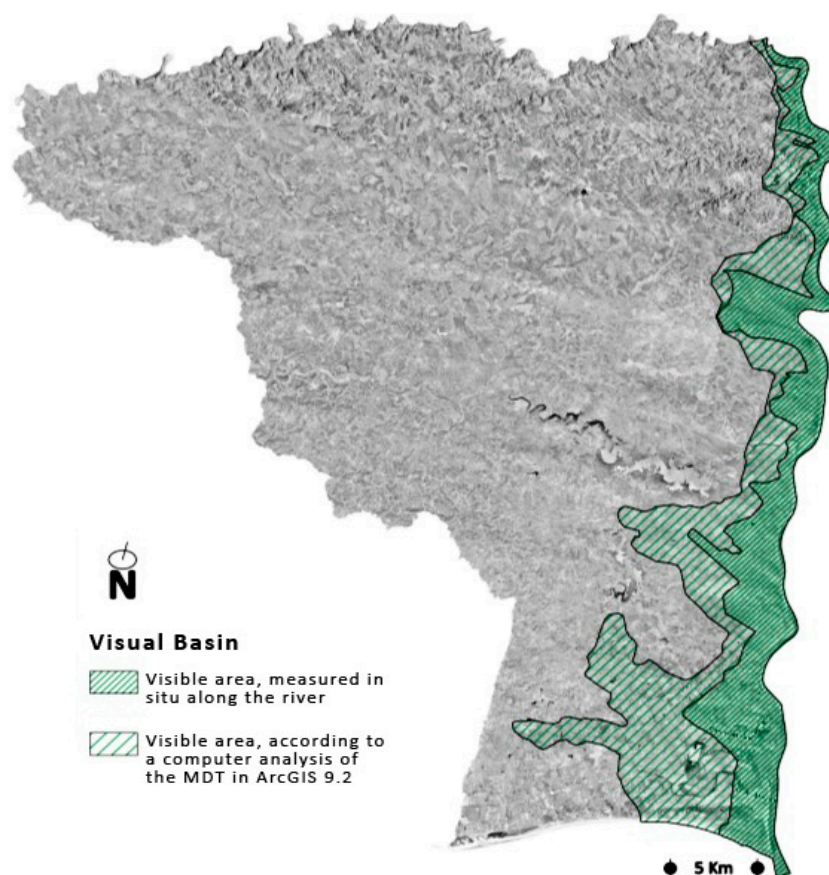 N
Visual Basin
Visible area, measured in
situ along the river
Visible area, according to
a computer analysis of
the MDT in ArcGIS 9.2
5 Km